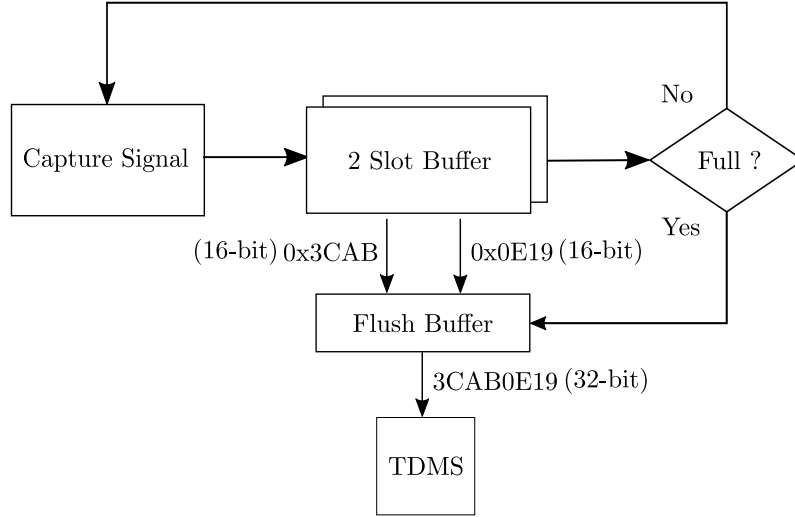 No
Capture Signal
2 Slot Buffer
Full ?
Yes
(16-bit) 0x3CAB
0x0E19 (16-bit)
Flush Buffer
3CAB0E19 (32-bit)
TDMS